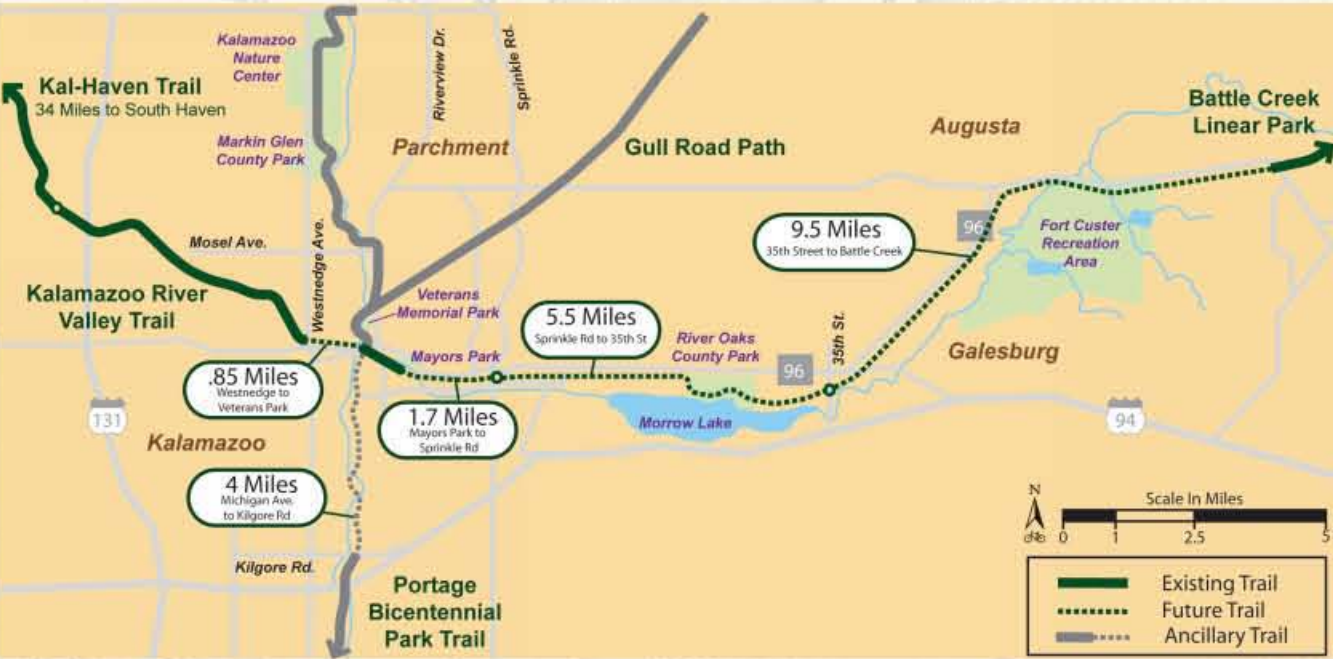 Kalamazoo
Nature
Center
Riverview Dr.
Sprinkle Rd.
Kal-Haven Trail
34 Miles to South Haven
Battle Creek
Linear Park
Augusta
Markin Glen
County Park
Parchment
Gull Road Path
9.5 Miles
35th Street to Battle Creek
96
Fort Custer
Recreation
Area
Mosel Ave.
Westnedge Ave.
Kalamazoo River
Valley Trail
Veterans
Memorial Park
5.5 Miles
Sprinkle Rd to 35th St
River Oaks
County Park
35th St.
Mayors Park
Galesburg
96
.85 Miles
Westnedge to
Veterans Park
1.7 Miles
Mayors Park to
Sprinkle Rd
Morrow Lake
131
94
Kalamazoo
4 Miles
Michigan Ave.
to Kilgore Rd
Kilgore Rd.
Portage
Bicentennial
Park Trail
N
Scale In Miles
0 1 2.5 5
Existing Trail
Future Trail
Ancillary Trail